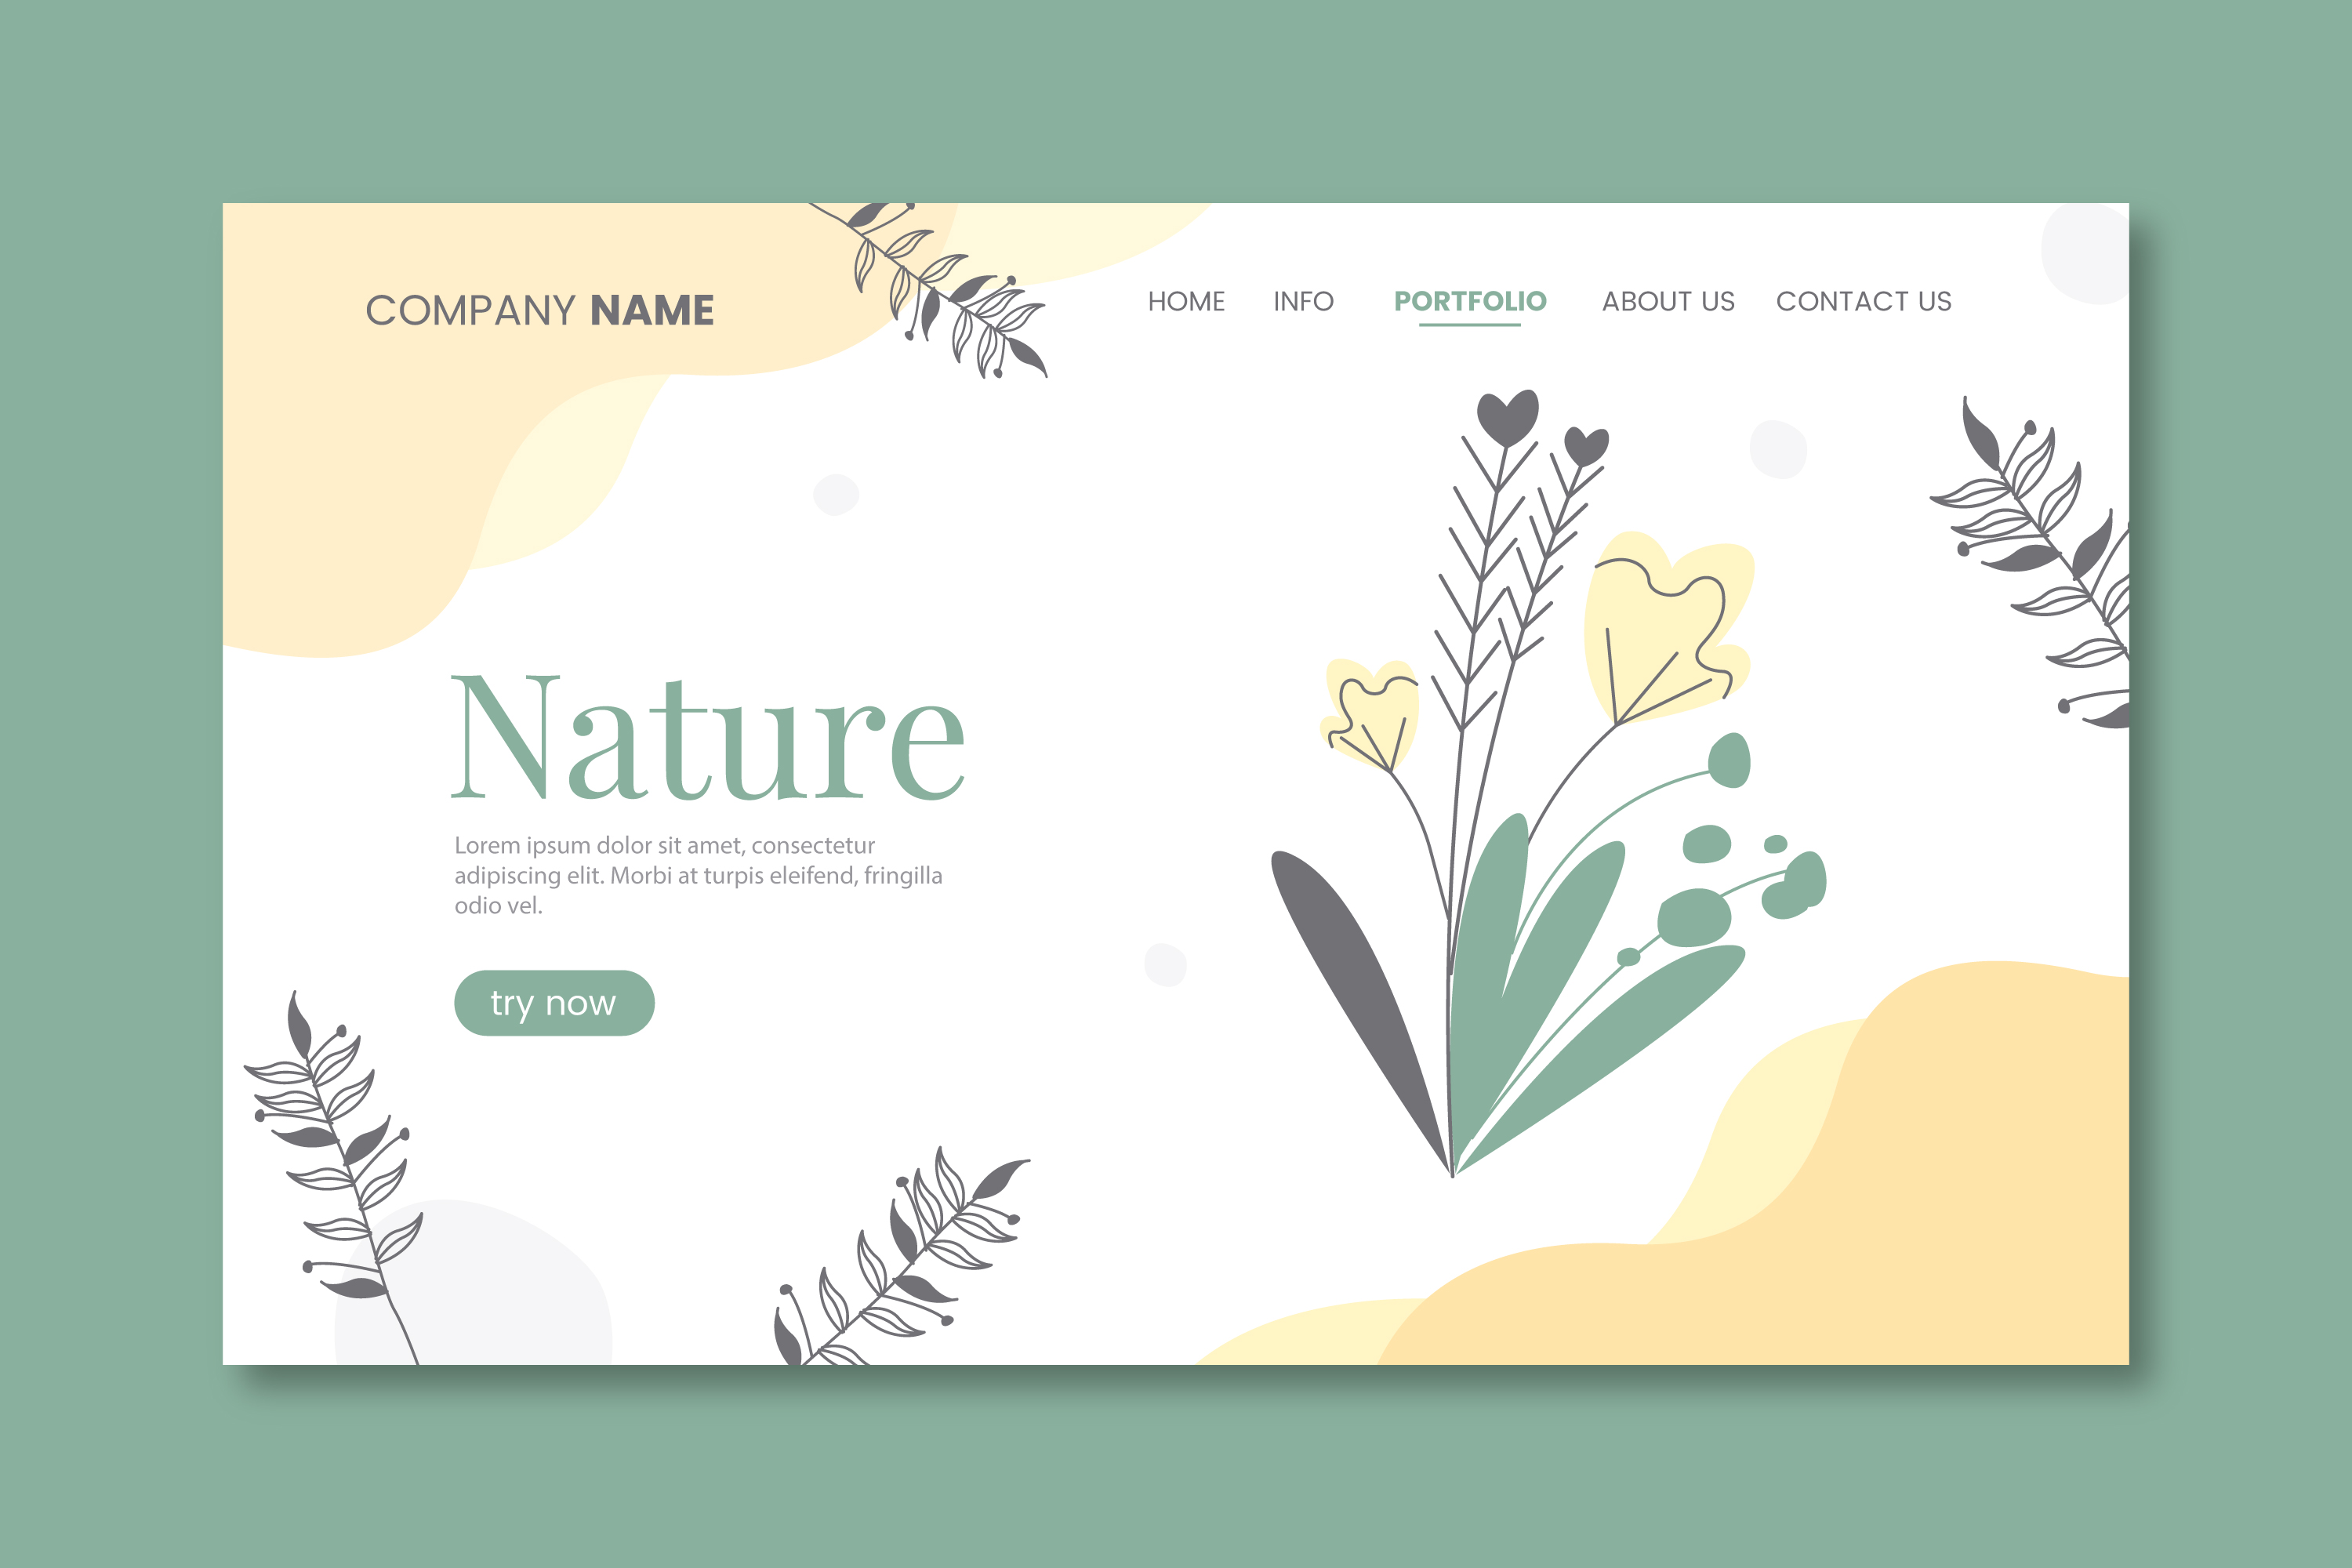 COMPANY NAME
HOME INFO PORTFOLIO ABOUT US CONTACT US
Nature
Lorem ipsum dolor sit amet, consectetur
adipiscing elit. Morbi at turpis eleifend, fringilla
odio vel.
try now